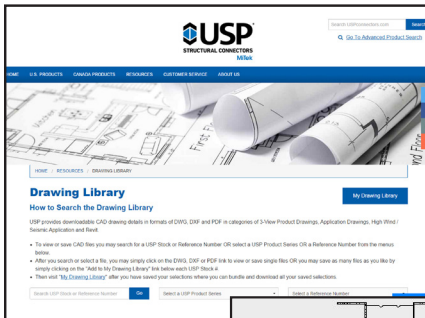 USP
STRUCTURAL CONNECTORS
MiTek
Search USPconnectors.com
Search
Go To Advanced Product Search
HOME U.S. PRODUCTS CANADA PRODUCTS RESOURCES CUSTOMER SERVICE ABOUT US
First F
HOME / RESOURCES / DRAWING LIBRARY
Drawing Library
My Drawing Library
How to Search the Drawing Library
USP provides downloadable CAD drawing details in formats of DWG, DXF and PDF in categories of 3-View Product Drawings, Application Drawings, High Wind /
Seismic Application and Revit.
• To view or save CAD files you may search for a USP Stock or Reference Number OR select a USP Product Series OR a Reference Number from the menus
below.
• After you search or select a file, you may simply click on the DWG, DXF or PDF link to view or save single files OR you may save as many files as you like by
simply clicking on the "Add to My Drawing Library" link below each USP Stock #.
• Then visit "My Drawing Library" after you have saved your selections where you can bundle and download all your saved selections.
Search USP Stock or Reference Number
Go
Select a USP Product Series
Select a Reference Number